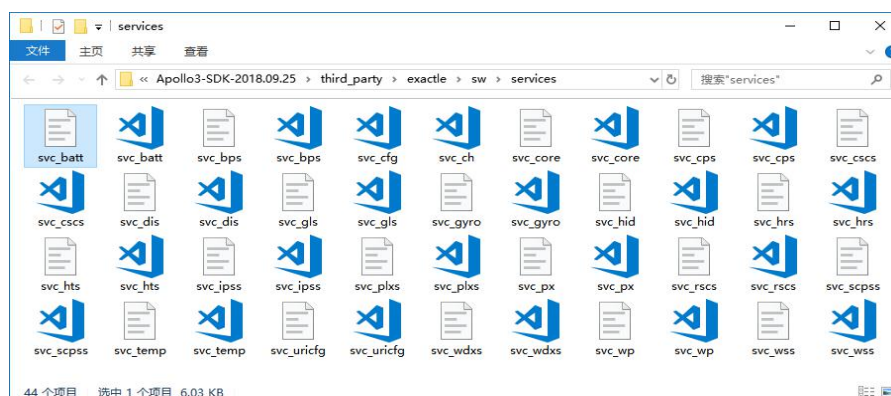 services
文件 主页 共享 查看
« Apollo3-SDK-2018.09.25 › third_party › exactle › sw › services 搜索"services"
svc_batt svc_batt svc_bps svc_bps svc_cfg svc_ch svc_core svc_core svc_cps svc_cps svc_cscs
svc_cscs svc_dis svc_dis svc_gls svc_gls svc_gyro svc_gyro svc_hid svc_hid svc_hrs svc_hrs
svc_hts svc_hts svc_ipss svc_ipss svc_plxs svc_plxs svc_px svc_px svc_rscs svc_rscs svc_scpss
svc_scpss svc_temp svc_temp svc_uricfg svc_uricfg svc_wdxs svc_wdxs svc_wp svc_wp svc_wss svc_wss
44 个项目 选中 1 个项目 6.03 KB